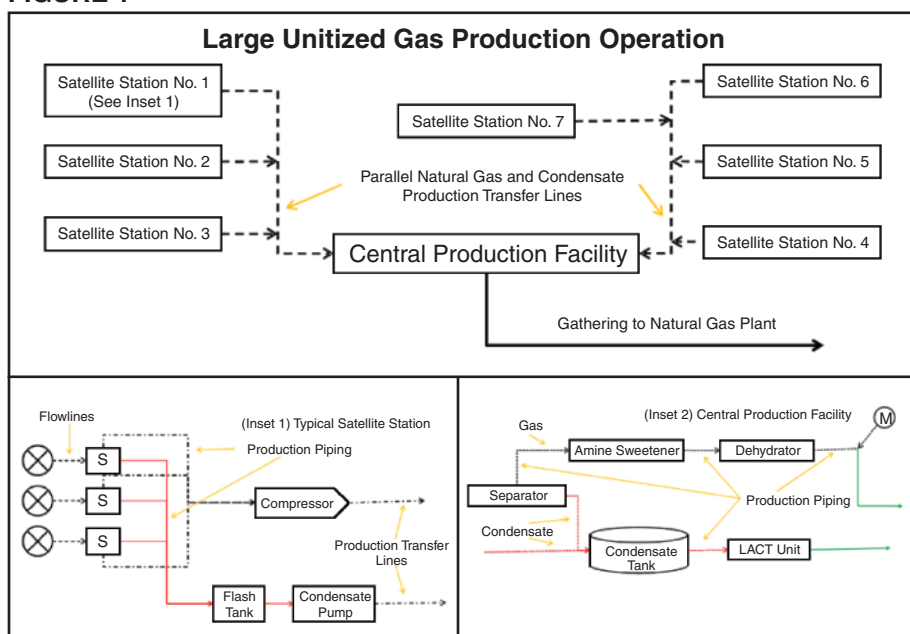 Large Unitized Gas Production Operation
Satellite Station No. 1
(See Inset 1)
Satellite Station No. 2
Satellite Station No. 3
Satellite Station No. 7
Satellite Station No. 6
Satellite Station No. 5
Satellite Station No. 4
Parallel Natural Gas and Condensate
Production Transfer Lines
Central Production Facility
Gathering to Natural Gas Plant
(Inset 1) Typical Satellite Station
Flowlines
Production Piping
S
S
S
Compressor
Production Transfer
Lines
Flash
Tank
Condensate
Pump
(Inset 2) Central Production Facility
M
Gas
Amine Sweetener
Dehydrator
Separator
Production Piping
Condensate
Condensate
Tank
LACT Unit